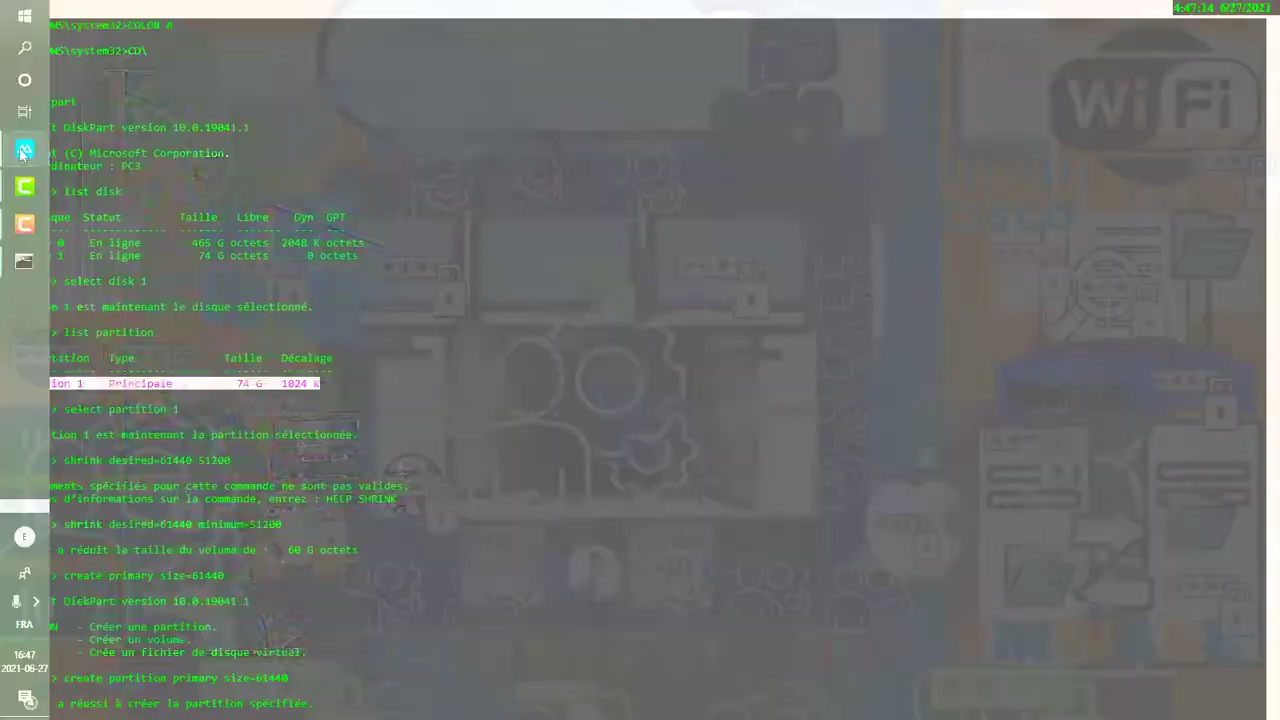 4:47:14 6/27/2021
WS\system32>COLOR a
WS\system32>CD\
pari
t DiskPart version 10.0.19041.1
t (C) Microsoft Corporation.
dinateur : PC3
> list disk
que Statut Taille Libre Dyn GPT
0 En ligne 465 G octets 2048 K octets
1 En ligne 74 G octets 0 octets
> select disk 1
e 1 est maintenant le disque sélectionné.
> list partition
tition Type Taille Décalage
ion 1 Principale 74 G 1024 K
> select partition 1
tion 1 est maintenant la partition sélectionnée.
> shrink desired=61440 51200
ments spécifiés pour cette commande ne sont pas valides.
s d'informations sur la commande, entrez : HELP SHRINK
> shrink desired=61440 minimum=51200
a réduit la taille du volume de : 60 G octets
> create primary size=61440
t DiskPart version 10.0.19041.1
N - Créer une partition.
- Créer un volume.
- Crée un fichier de disque virtuel.
> create partition primary size=61440
a réussi à créer la partition spécifiée.
WiFi
E
FRA
16:47
2021-06-27